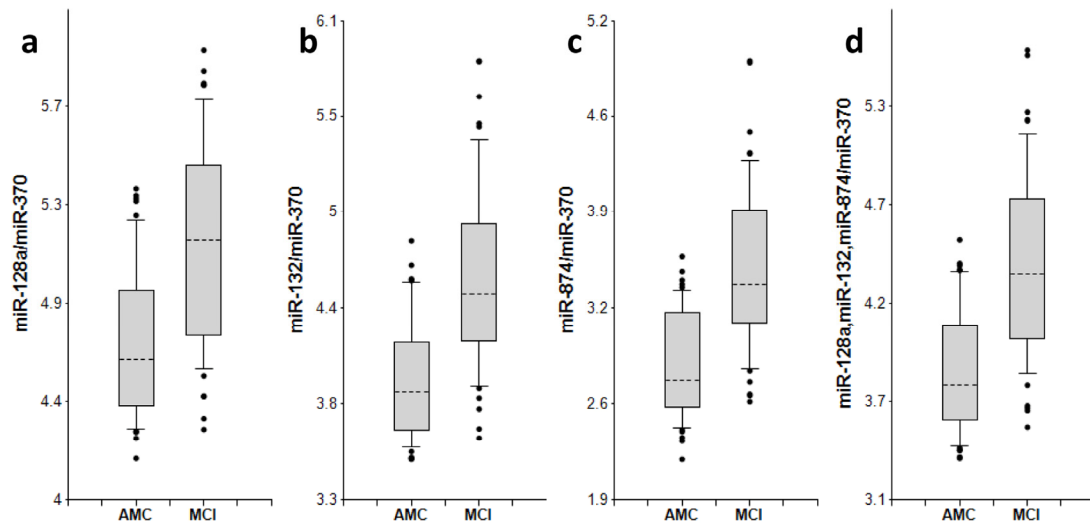 a
miR-128a/miR-370
5.7
5.3
4.9
4.4
4
AMC MCI
b
miR-132/miR-370
6.1
5.5
5
4.4
3.8
3.3
AMC MCI
c
miR-874/miR-370
5.2
4.6
3.9
3.2
2.6
1.9
AMC MCI
d
miR-128a,miR-132,miR-874/miR-370
5.3
4.7
4.2
3.7
3.1
AMC MCI